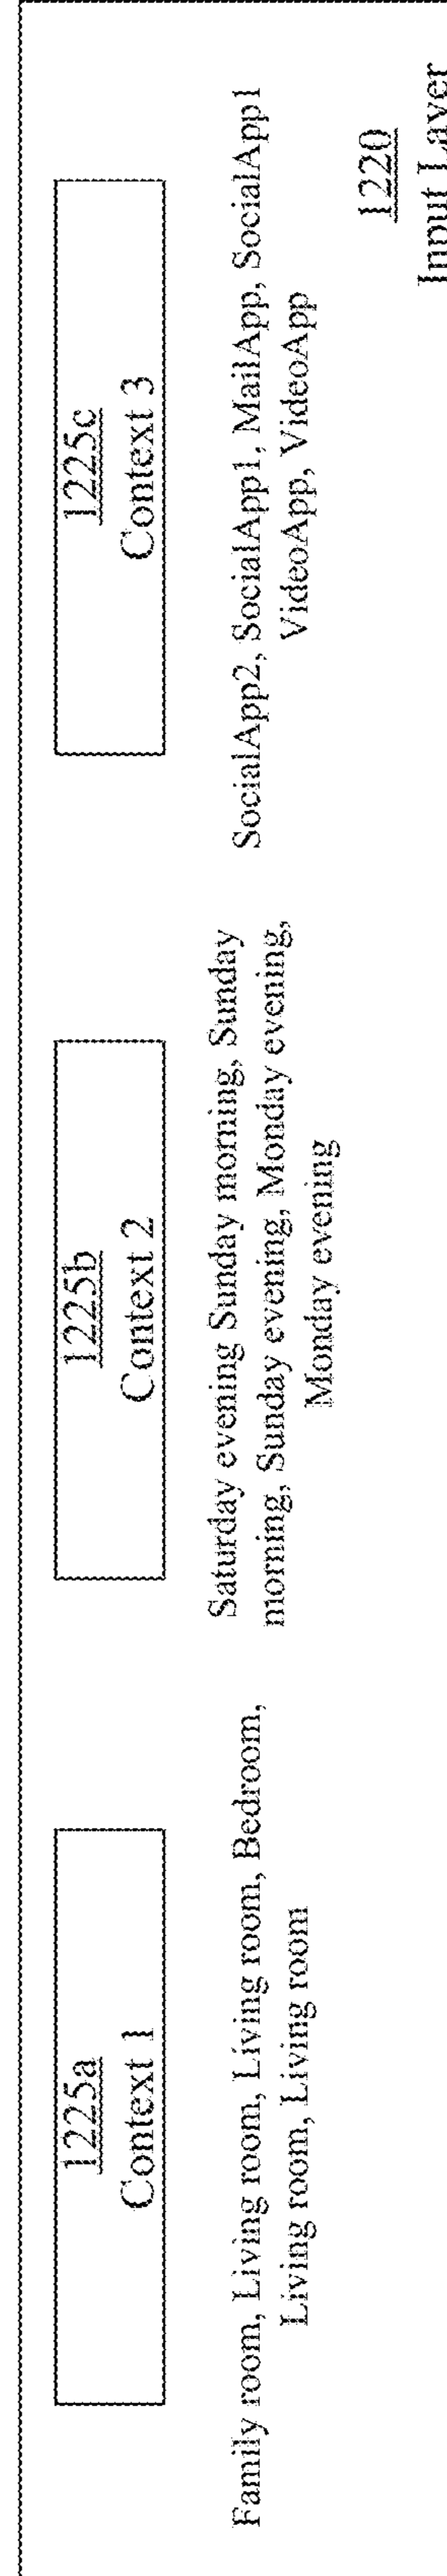 1225a
Context 1
Family room, Living room, Living room, Bedroom,
Living room, Living room
1225b
Context 2
Saturday evening Sunday morning, Sunday
morning, Sunday evening, Monday evening,
Monday evening
1225c
Context 3
SocialApp2, SocialApp1, MailApp, SocialApp1
VideoApp, VideoApp
1220
Input Layer